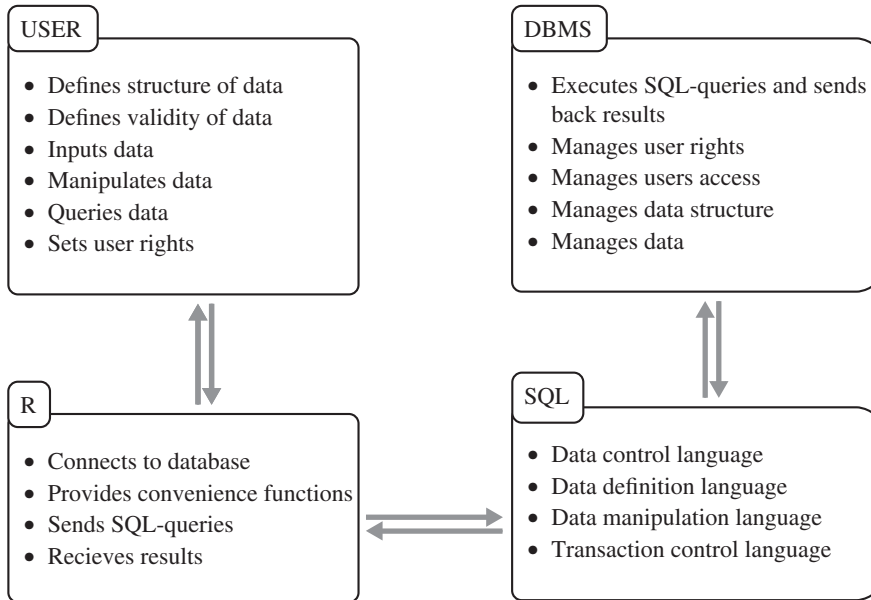 USER
• Defines structure of data
• Defines validity of data
• Inputs data
• Manipulates data
• Queries data
• Sets user rights
DBMS
• Executes SQL-queries and sends
back results
• Manages user rights
• Manages users access
• Manages data structure
• Manages data
R
• Connects to database
• Provides convenience functions
• Sends SQL-queries
• Recieves results
SQL
• Data control language
• Data definition language
• Data manipulation language
• Transaction control language